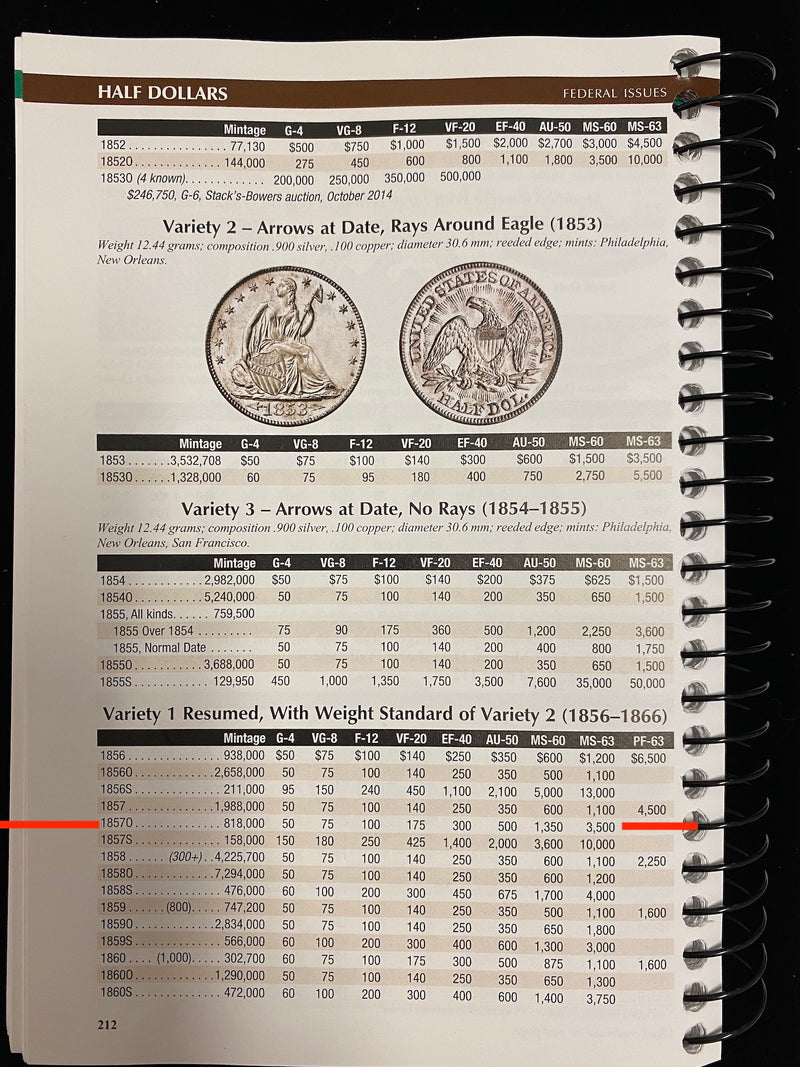 HALF DOLLARS FEDERAL ISSUES
Mintage G-4 VG-8 F-12 VF-20 EF-40 AU-50 MS-60 MS-63
1852 . . . . . . . . . . . . . . . . 77,130 $500 $750 $1,000 $1,500 $2,000 $2,700 $3,000 $4,500
1852O . . . . . . . . . . . . . . 144,000 275 450 600 800 1,100 1,800 3,500 10,000
1853O (4 known). . . . . . . . . . . . . 200,000 250,000 350,000 500,000
$246,750, G-6, Stack's-Bowers auction, October 2014
Variety 2 – Arrows at Date, Rays Around Eagle (1853)
Weight 12.44 grams; composition .900 silver, .100 copper; diameter 30.6 mm; reeded edge; mints: Philadelphia,
New Orleans.
UNITED STATES OF AMERICA
1853 HALF DOL.
Mintage G-4 VG-8 F-12 VF-20 EF-40 AU-50 MS-60 MS-63
1853 . . . . . . . 3,532,708 $50 $75 $100 $140 $300 $600 $1,500 $3,500
1853O . . . . . . 1,328,000 60 75 95 180 400 750 2,750 5,500
Variety 3 – Arrows at Date, No Rays (1854–1855)
Weight 12.44 grams; composition .900 silver, .100 copper; diameter 30.6 mm; reeded edge; mints: Philadelphia,
New Orleans, San Francisco.
Mintage G-4 VG-8 F-12 VF-20 EF-40 AU-50 MS-60 MS-63
1854 . . . . . . . . . . . . 2,982,000 $50 $75 $100 $140 $200 $375 $625 $1,500
1854O . . . . . . . . . . . 5,240,000 50 75 100 140 200 350 650 1,500
1855, All kinds. . . . . . 759,500
1855 Over 1854 . . . . . . . . . 75 90 175 360 500 1,200 2,250 3,600
1855, Normal Date . . . . . . . 50 75 100 140 200 400 800 1,750
1855O . . . . . . . . . . . 3,688,000 50 75 100 140 200 350 650 1,500
1855S . . . . . . . . . . . . . 129,950 450 1,000 1,350 1,750 3,500 7,600 35,000 50,000
Variety 1 Resumed, With Weight Standard of Variety 2 (1856–1866)
Mintage G-4 VG-8 F-12 VF-20 EF-40 AU-50 MS-60 MS-63 PF-63
1856 . . . . . . . . . . . . . . 938,000 $50 $75 $100 $140 $250 $350 $600 $1,200 $6,500
1856O . . . . . . . . . . . . 2,658,000 50 75 100 140 250 350 500 1,100
1856S . . . . . . . . . . . . . 211,000 95 150 240 450 1,100 2,100 5,000 13,000
1857 . . . . . . . . . . . . . 1,988,000 50 75 100 140 250 350 600 1,100 4,500
1857O . . . . . . . . . . . . . 818,000 50 75 100 175 300 500 1,350 3,500
1857S . . . . . . . . . . . . . 158,000 150 180 250 425 1,400 2,000 3,600 10,000
1858 . . . . . . (300+) . . 4,225,700 50 75 100 140 250 350 600 1,100 2,250
1858O . . . . . . . . . . . . 7,294,000 50 75 100 140 250 350 600 1,200
1858S . . . . . . . . . . . . . 476,000 60 100 200 300 450 675 1,700 4,000
1859 . . . . . . (800). . . . . 747,200 50 75 100 140 250 350 500 1,100 1,600
1859O . . . . . . . . . . . . 2,834,000 50 75 100 140 250 350 650 1,800
1859S . . . . . . . . . . . . . 566,000 60 100 200 300 400 600 1,300 3,000
1860 . . . . (1,000). . . . . 302,700 60 75 100 175 300 500 875 1,100 1,600
1860O . . . . . . . . . . . . 1,290,000 50 75 100 140 250 350 650 1,300
1860S . . . . . . . . . . . . . 472,000 60 100 200 300 400 600 1,400 3,750
212